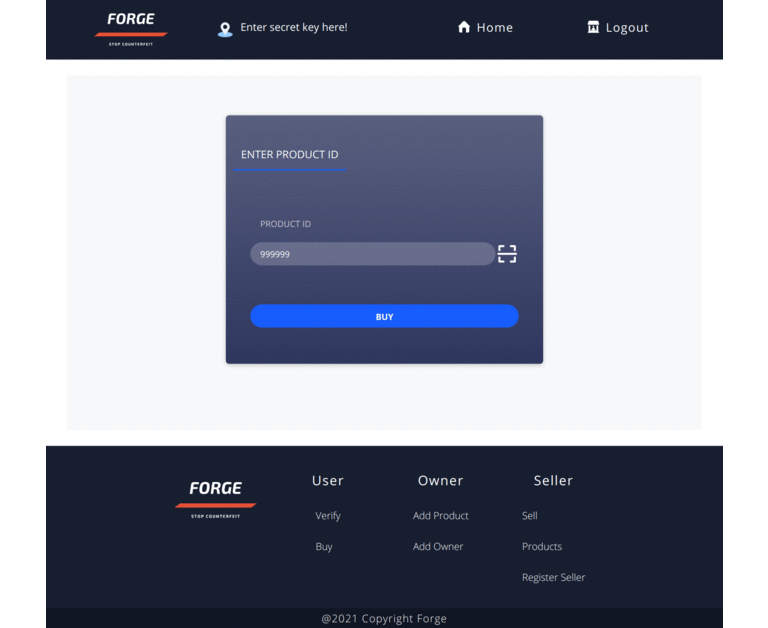 FORGE
STOP COUNTERFEIT
Enter secret key here!
Home
Logout
ENTER PRODUCT ID
PRODUCT ID
999999
BUY
FORGE
STOP COUNTERFEIT
User
Owner
Seller
Verify
Add Product
Sell
Buy
Add Owner
Products
Register Seller
@2021 Copyright Forge